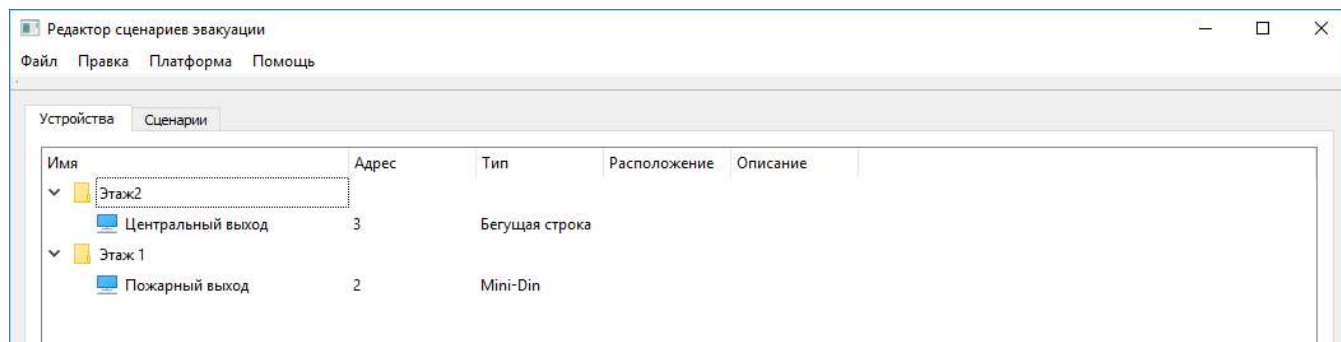 Редактор сценариев эвакуации
Файл Правка Платформа Помощь
Устройства Сценарии
Имя Адрес Тип Расположение Описание
Этаж2
Центральный выход 3 Бегущая строка
Этаж 1
Пожарный выход 2 Mini-Din